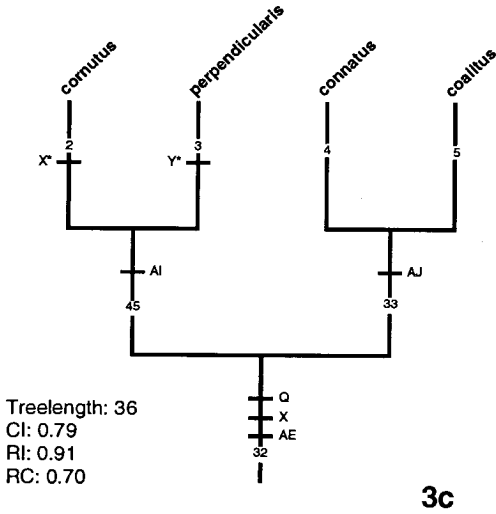 cornutus
perpendicularis
connatus
coalitus
2
3
4
5
X*
Y*
AI
AJ
45
33
Q
X
AE
32
Treelength: 36
CI: 0.79
RI: 0.91
RC: 0.70
3c